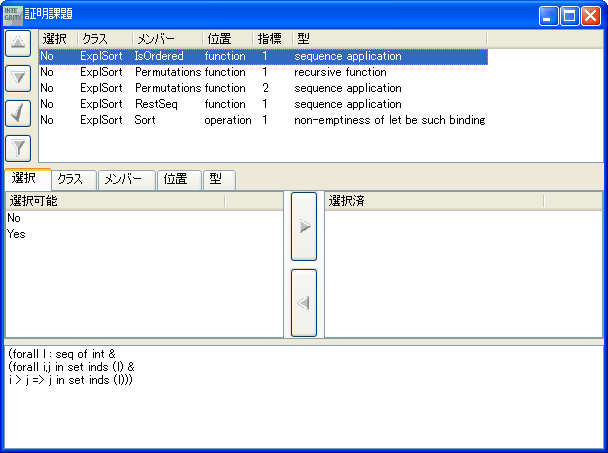 INTE
GRITY
証明課題
選択 クラス メンバー 位置 指標 型
No ExplSort IsOrdered function 1 sequence application
No ExplSort Permutations function 1 recursive function
No ExplSort Permutations function 2 sequence application
No ExplSort RestSeq function 1 sequence application
No ExplSort Sort operation 1 non-emptiness of let be such binding
選択 クラス メンバー 位置 型
選択可能 選択済
No
Yes
(forall l : seq of int &
(forall i,j in set inds (l) &
i > j => j in set inds (l)))